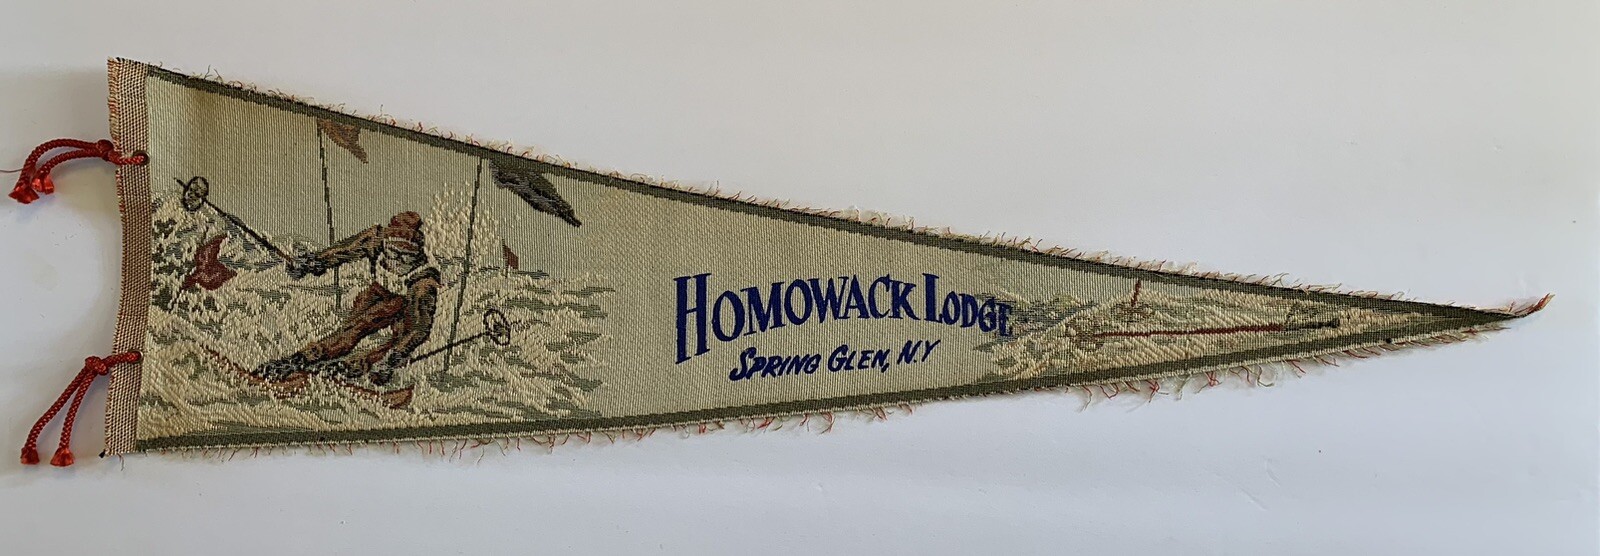 HOMOWACK LODGE
SPRING GLEN, N.Y